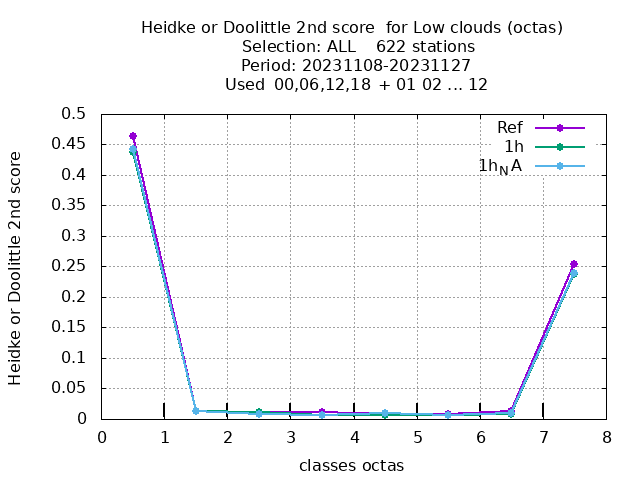 Heidke or Doolittle 2nd score  for Low clouds (octas)
Selection: ALL    622 stations
Period: 20231108-20231127
Used  00,06,12,18 + 01 02 ... 12
Heidke or Doolittle 2nd score
0.5
0.45
0.4
0.35
0.3
0.25
0.2
0.15
0.1
0.05
0
Ref
1h
1hNA
0 1 2 3 4 5 6 7 8
classes octas